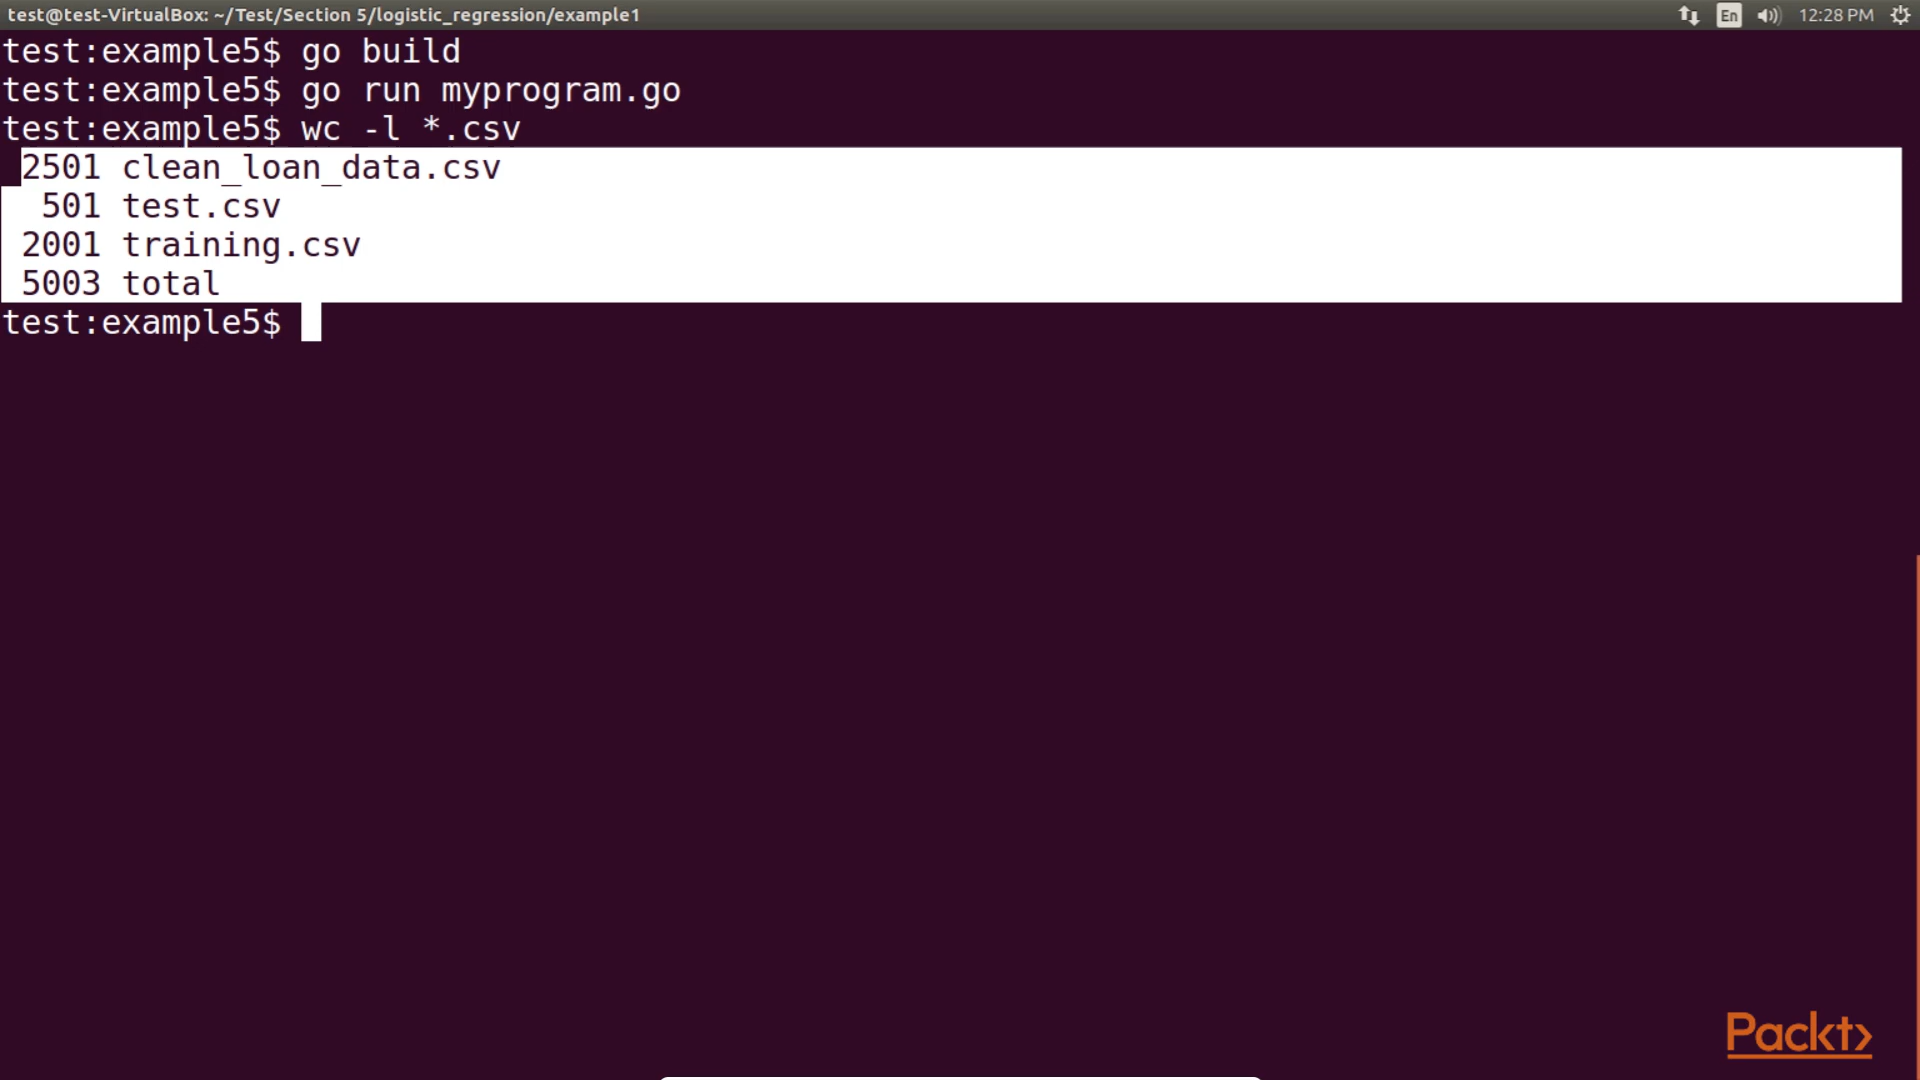 test@test-VirtualBox: ~/Test/Section 5/logistic_regression/example1
En
12:28 PM
test:example5$ go build
test:example5$ go run myprogram.go
test:example5$ wc -l *.csv
2501 clean_loan_data.csv
501 test.csv
2001 training.csv
5003 total
test:example5$
Packt>